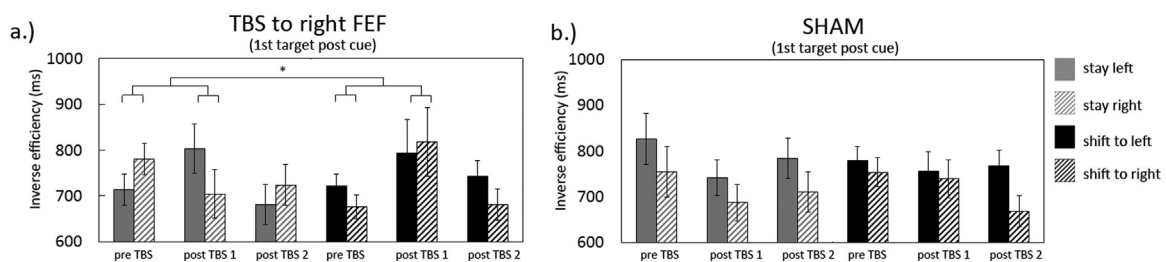 a.)
TBS to right FEF
(1st target post cue)
Inverse efficiency (ms)
1000
900
800
700
600
*
pre TBS post TBS 1 post TBS 2 pre TBS post TBS 1 post TBS 2
b.)
SHAM
(1st target post cue)
Inverse efficiency (ms)
1000
900
800
700
600
pre TBS post TBS 1 post TBS 2 pre TBS post TBS 1 post TBS 2
stay left
stay right
shift to left
shift to right